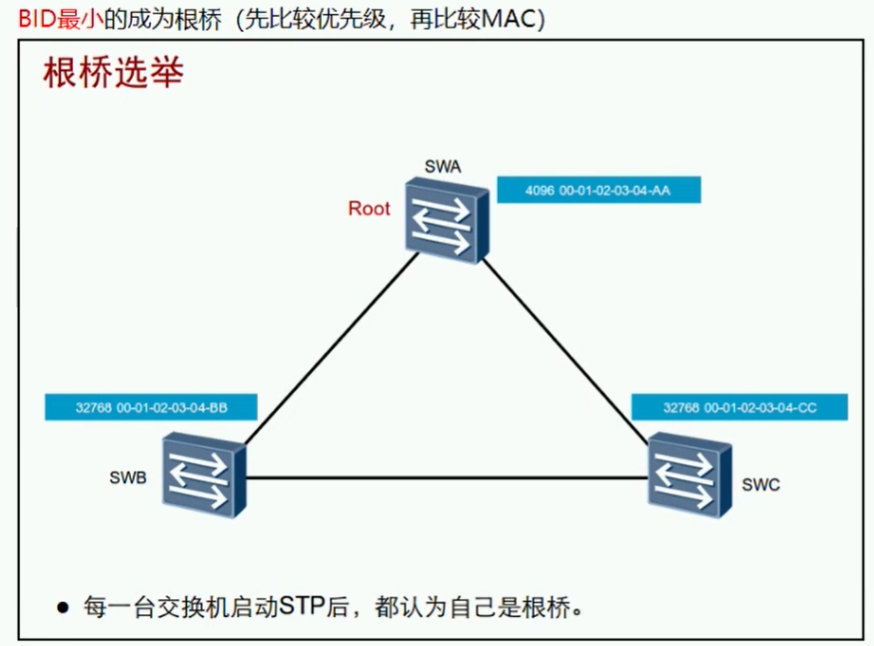 BID最小的成为根桥（先比较优先级，再比较MAC）
根桥选举
SWA
4096 00-01-02-03-04-AA
Root
32768 00-01-02-03-04-BB
32768 00-01-02-03-04-CC
SWB
SWC
● 每一台交换机启动STP后，都认为自己是根桥。